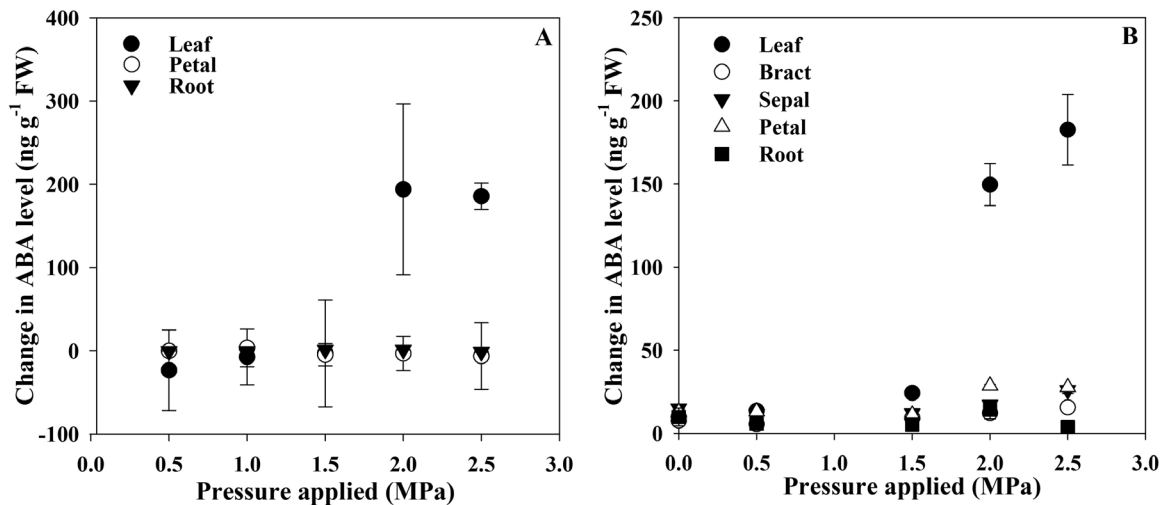 A
Leaf
Petal
Root
Change in ABA level (ng g⁻¹ FW)
400
300
200
100
0
-100
0.0 0.5 1.0 1.5 2.0 2.5 3.0
Pressure applied (MPa)
B
Leaf
Bract
Sepal
Petal
Root
Change in ABA level (ng g⁻¹ FW)
250
200
150
100
50
0
0.0 0.5 1.0 1.5 2.0 2.5 3.0
Pressure applied (MPa)